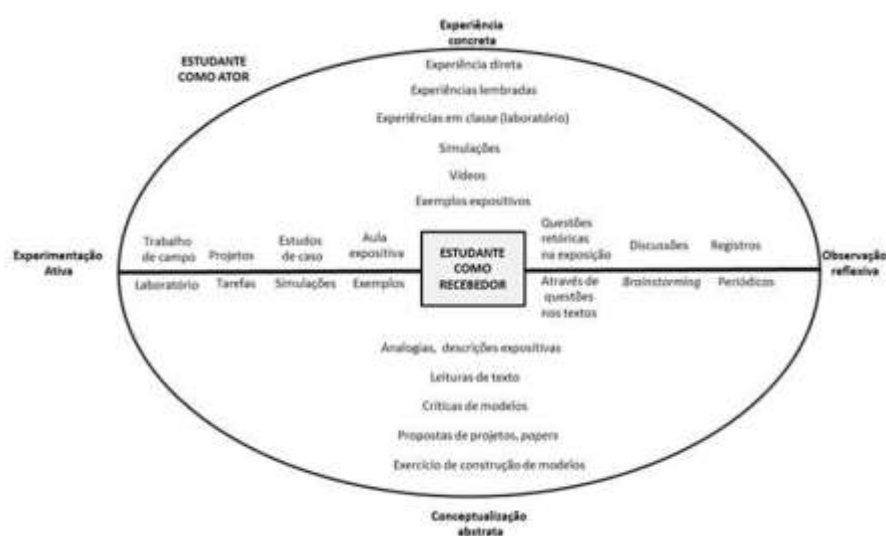 Experiência
concreta
ESTUDANTE
COMO ATOR
Experiência direta
Experiências lembradas
Experiências em classe (laboratório)
Simulações
Vídeos
Exemplos expositivos
Experimentação
Ativa
Trabalho
de campo
Projetos
Estudos
de caso
Aula
expositiva
Laboratório
Tarefas
Simulações
Exemplos
ESTUDANTE
COMO
RECEBEDOR
Questões
retóricas
na exposição
Discussões
Registros
Através de
questões
nos textos
Brainstorming
Periódicos
Observação
reflexiva
Analogias, descrições expositivas
Leituras de texto
Críticas de modelos
Propostas de projetos, papers
Exercício de construção de modelos
Conceptualização
abstrata